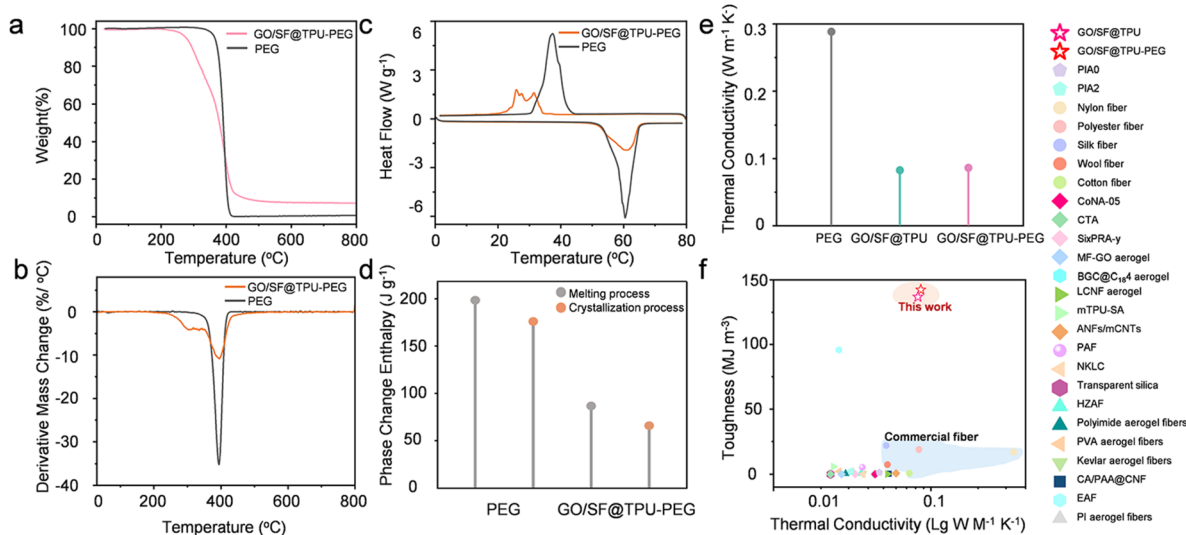 a
100
80
60
40
20
0
Weight(%)
GO/SF@TPU-PEG
PEG
0
200
400
600
800
Temperature (ºC)
b
10
0
-10
-20
-30
-40
Derivative Mass Change (%/ ºC)
GO/SF@TPU-PEG
PEG
0
200
400
600
800
Temperature (ºC)
c
6
3
0
-3
-6
Heat Flow (W g-1)
GO/SF@TPU-PEG
PEG
0
20
40
60
80
Temperature (ºC)
d
200
150
100
50
0
Phase Change Enthalpy (J g-1)
Melting process
Crystallization process
PEG
GO/SF@TPU-PEG
e
0.3
0.2
0.1
0
Thermal Conductivity (W m-1 K-1)
PEG
GO/SF@TPU
GO/SF@TPU-PEG
f
150
100
50
0
Toughness (MJ m-3)
This work
Commercial fiber
0.01
0.1
Thermal Conductivity (Lg W M-1 K-1)
GO/SF@TPU
GO/SF@TPU-PEG
PIA0
PIA2
Nylon fiber
Polyester fiber
Silk fiber
Wool fiber
Cotton fiber
CoNA-05
CTA
SixPRA-y
MF-GO aerogel
BGC@C184 aerogel
LCNF aerogel
mTPU-SA
ANFs/mCNTs
PAF
NKLC
Transparent silica
HZAF
Polyimide aerogel fibers
PVA aerogel fibers
Kevlar aerogel fibers
CA/PAA@CNF
EAF
PI aerogel fibers